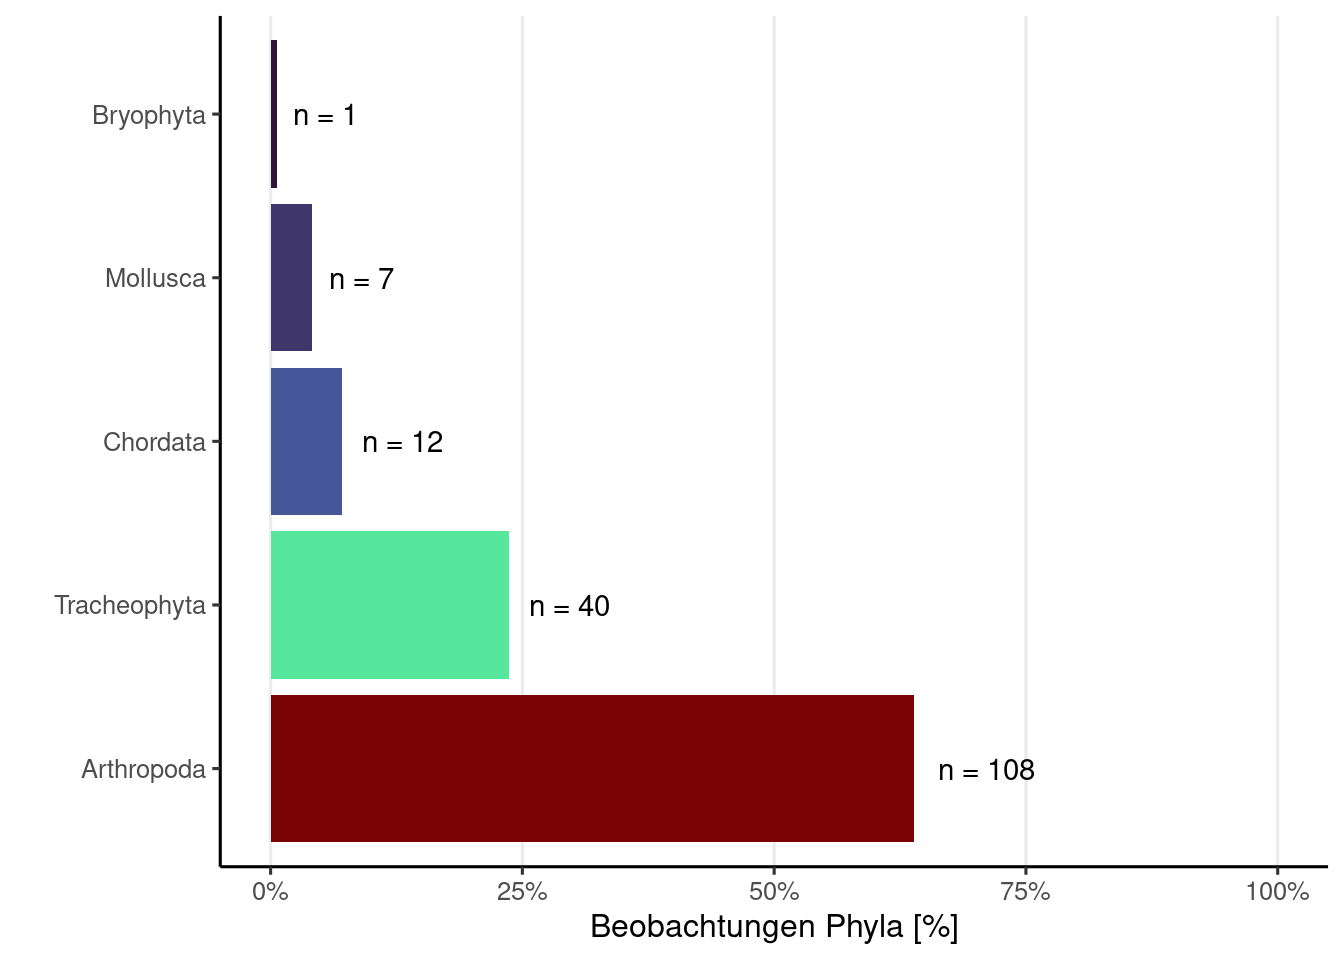 Bryophyta
n = 1
Mollusca
n = 7
Chordata
n = 12
Tracheophyta
n = 40
Arthropoda
n = 108
0% 25% 50% 75% 100%
Beobachtungen Phyla [%]